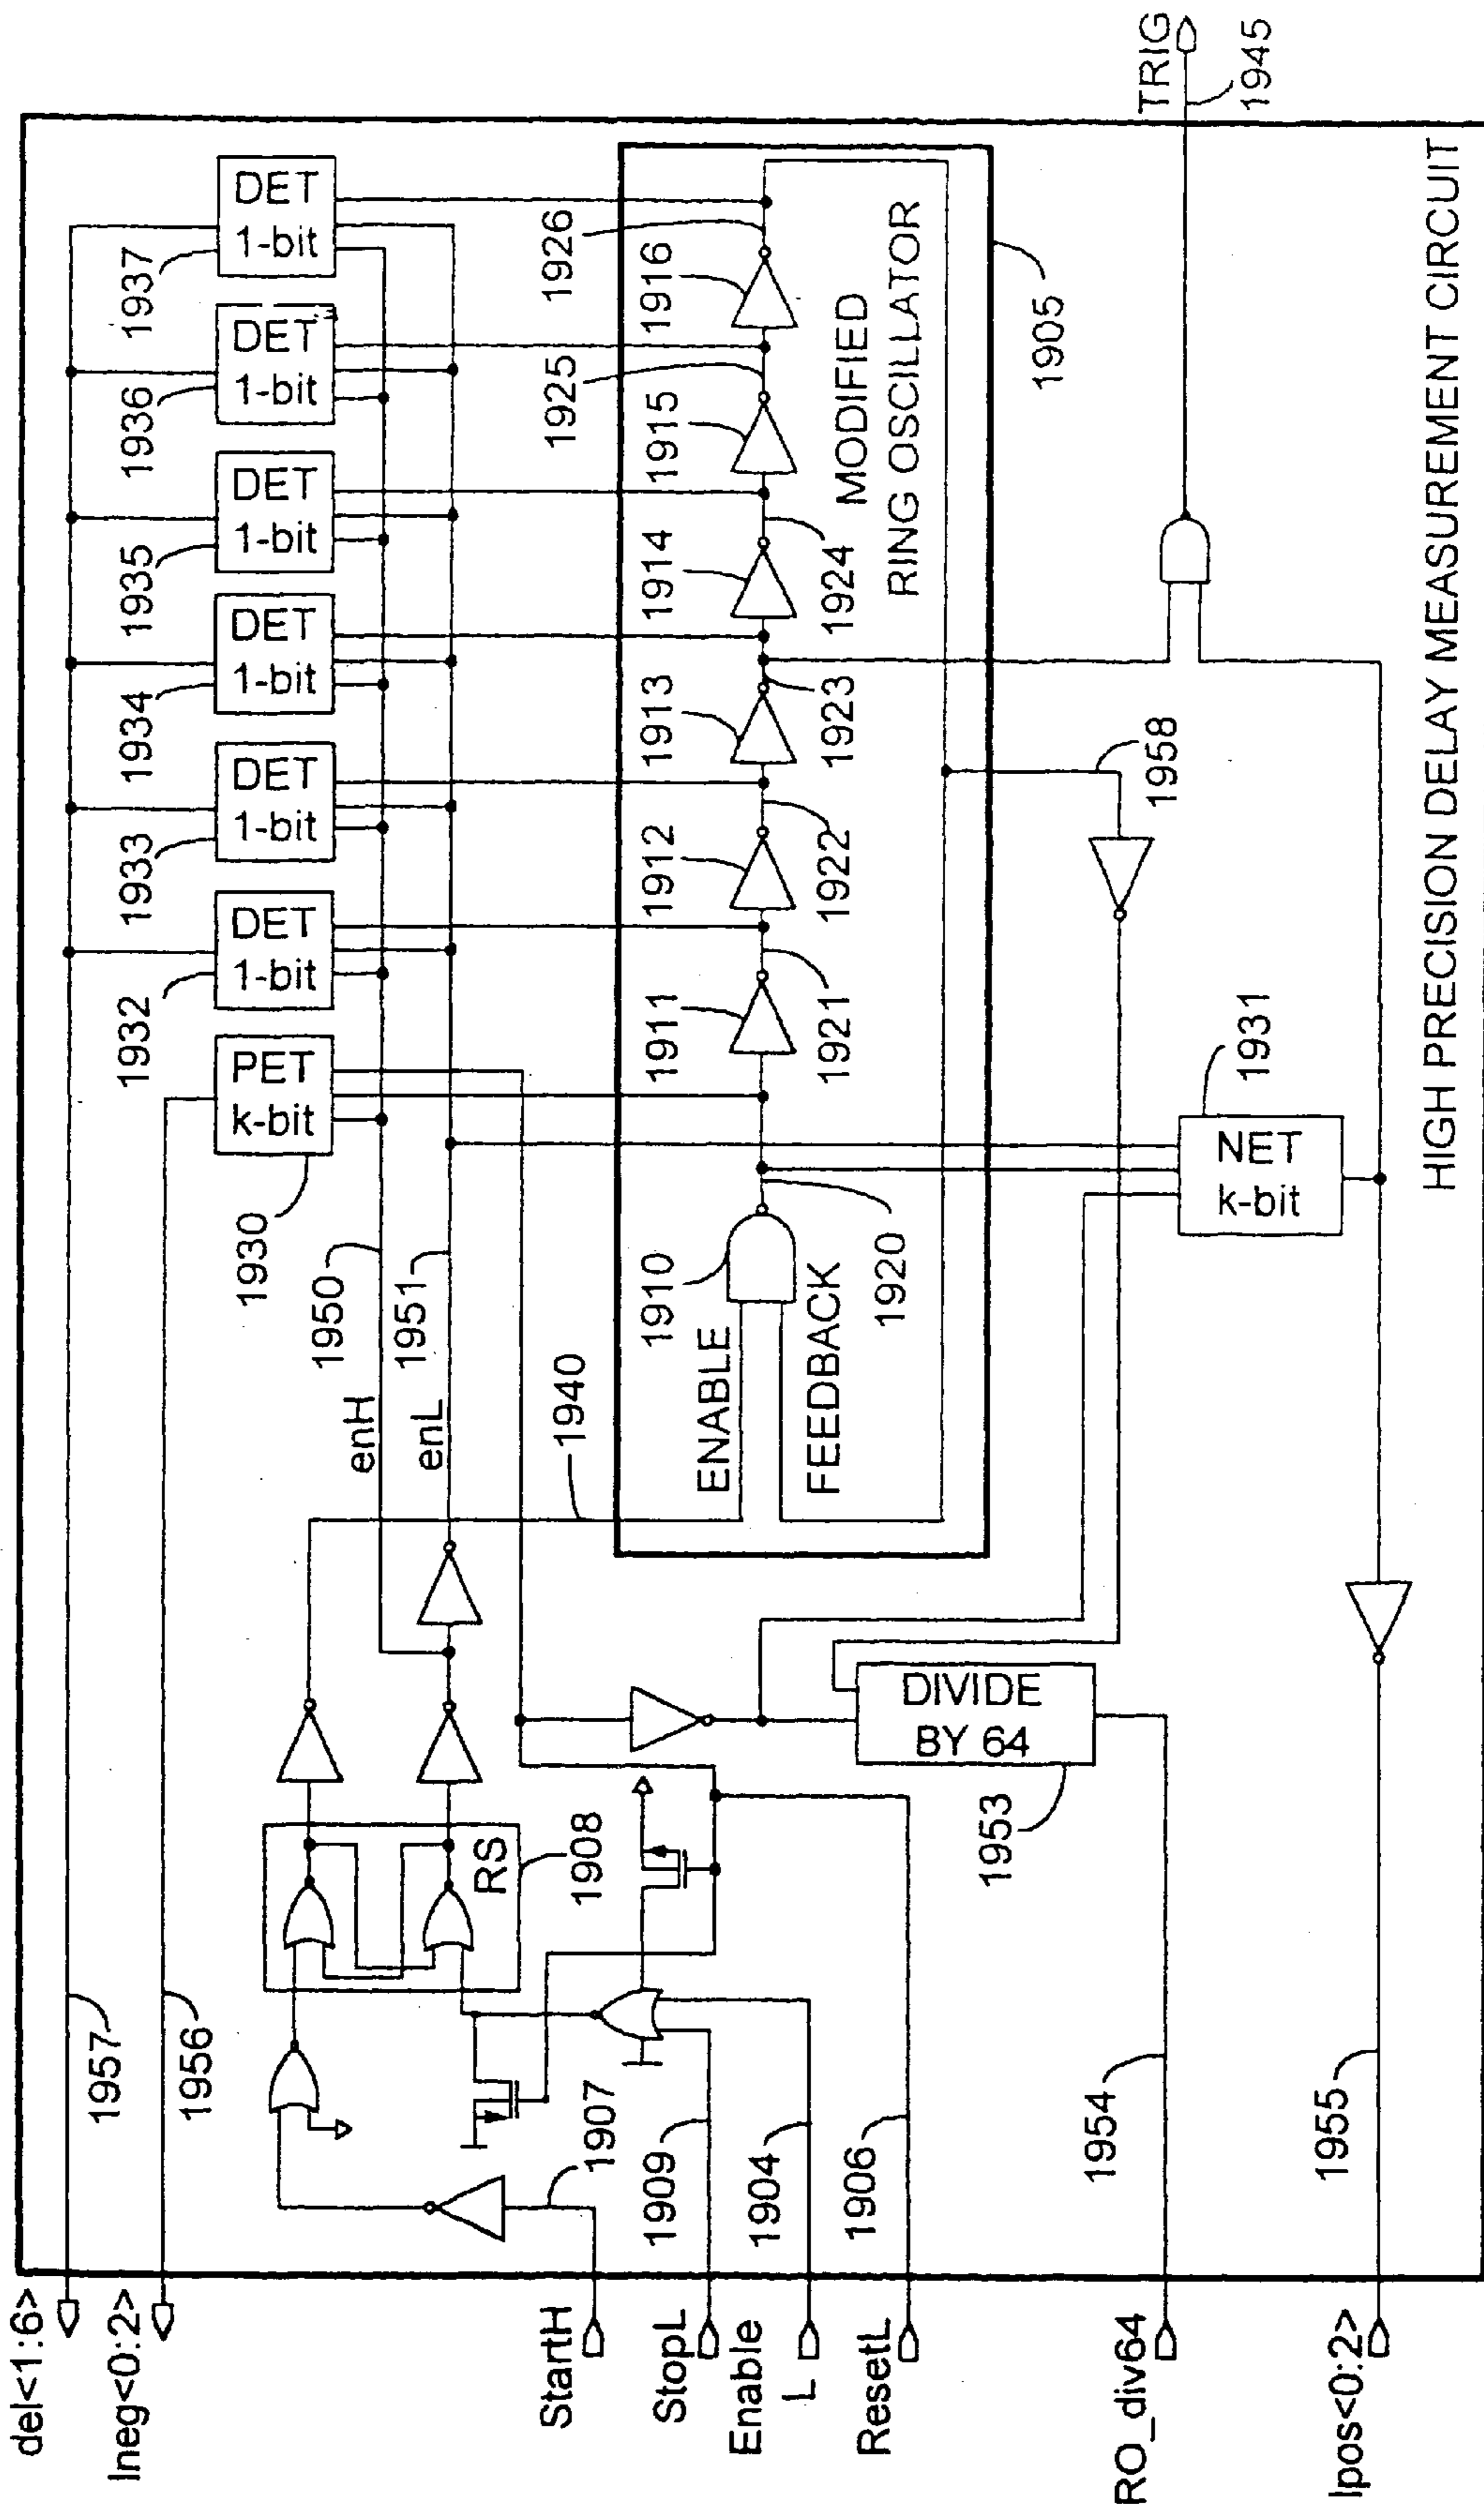 del<1:6>
lneg<0:2>
StartH
StopL
Enable
L
ResetL
RO_div64
lpos<0:2>
1957
1956
1907
1909
1904
1906
1954
1955
RS
1908
DIVIDE
BY 64
1953
enH
enL
1950
1951
1940
1930
PET
k-bit
1932
DET
1-bit
1933
DET
1-bit
1934
DET
1-bit
1935
DET
1-bit
1936
DET
1-bit
1937
DET
1-bit
ENABLE
FEEDBACK
1910
1920
1911
1921
1912
1922
1913
1923
1914
1924
1915
1925
1916
1926
MODIFIED
RING OSCILLATOR
1905
1958
NET
k-bit
1931
TRIG
1945
HIGH PRECISION DELAY MEASUREMENT CIRCUIT